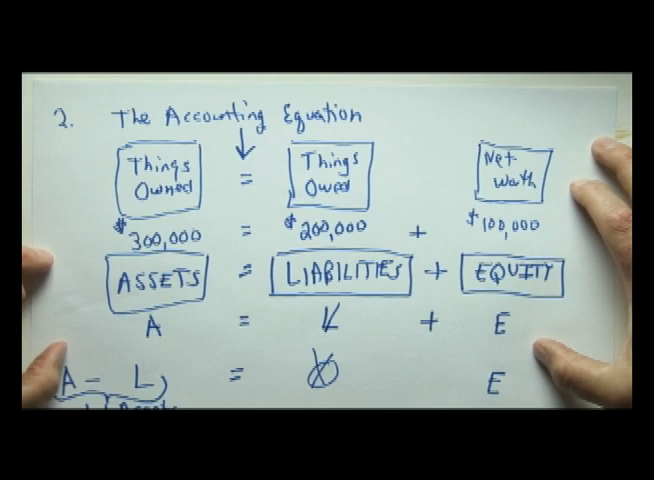 2. The Accounting Equation
Things Owned = Things Owed Net Worth
$300,000 = $200,000 + $100,000
ASSETS = LIABILITIES + EQUITY
A = L + E
A - L = E
Assets